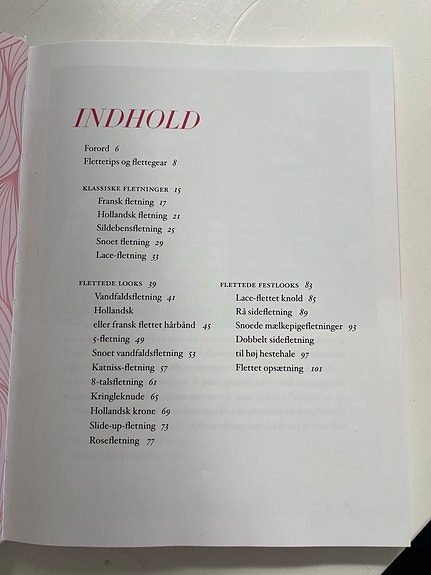 INDHOLD
Forord 6
Flettetips og flettegear 8
KLASSISKE FLETNINGER 15
Fransk fletning 17
Hollandsk fletning 21
Sildebensfletning 25
Snoet fletning 29
Lace-fletning 33
FLETTEDE LOOKS 39
Vandfaldsfletning 41
Hollandsk
eller fransk flettet hårbånd 45
5-fletning 49
Snoet vandfaldsfletning 53
Katniss-fletning 57
8-talsfletning 61
Kringleknude 65
Hollandsk krone 69
Slide-up-fletning 73
Rosefletning 77
FLETTEDE FESTLOOKS 83
Lace-flettet knold 85
Rå sidefletning 89
Snoede mælkepigefletninger 93
Dobbelt sidefletning
til høj hestehale 97
Flettet opsætning 101